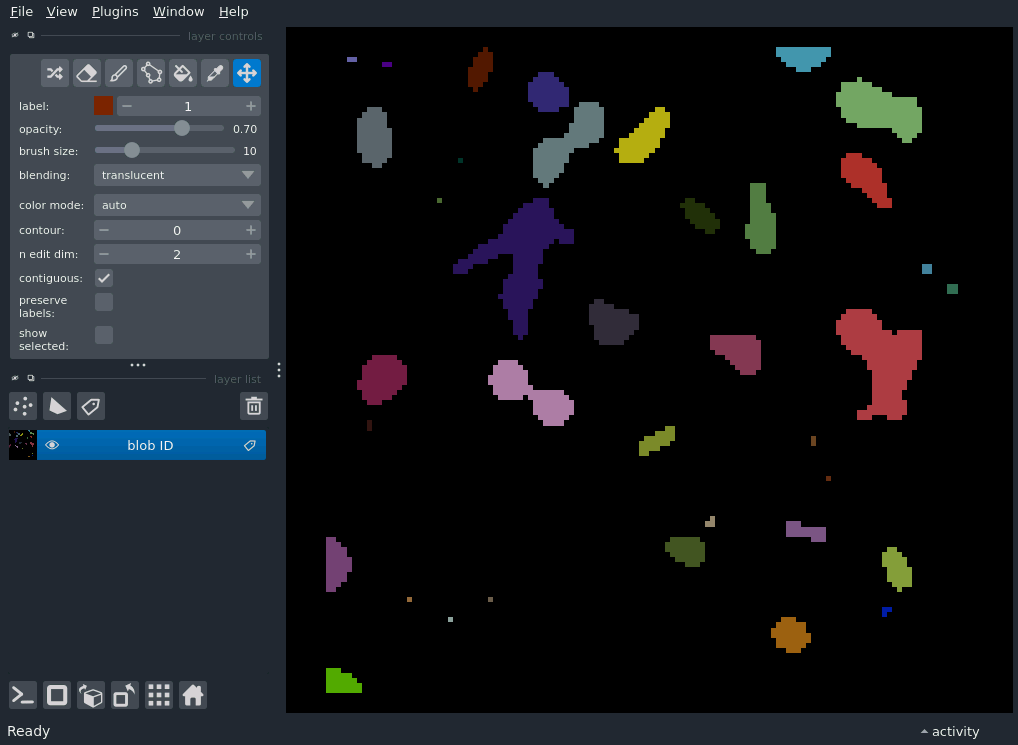 File View Plugins Window Help
layer controls
label: 1
opacity: 0.70
brush size: 10
blending: translucent
color mode: auto
contour: 0
n edit dim: 2
contiguous:
preserve
labels:
show
selected:
layer list
blob ID
Ready
activity